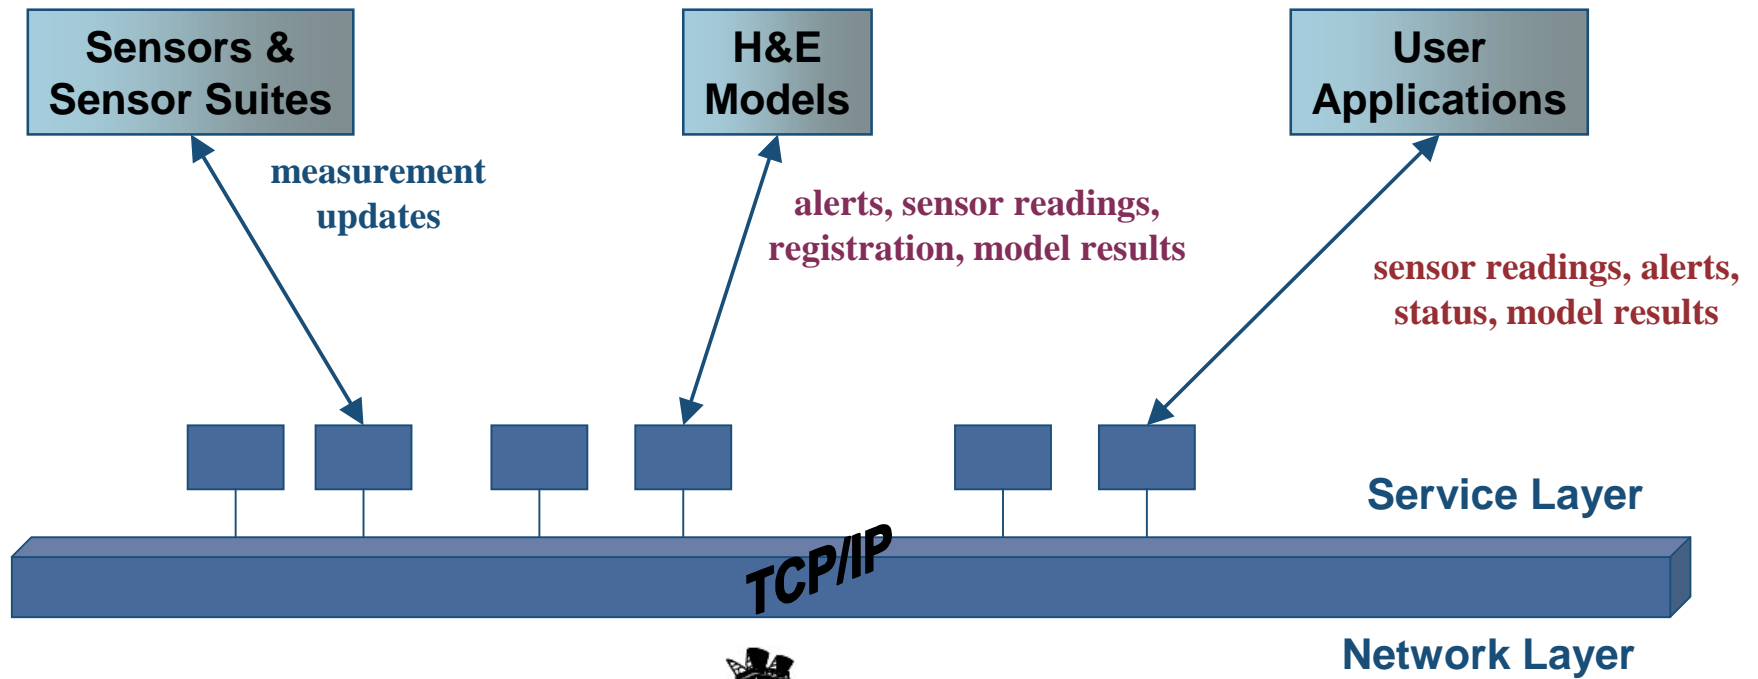 Sensors &
Sensor Suites
H&E
Models
User
Applications
measurement
updates
alerts, sensor readings,
registration, model results
sensor readings, alerts,
status, model results
Service Layer
TCP/IP
Network Layer